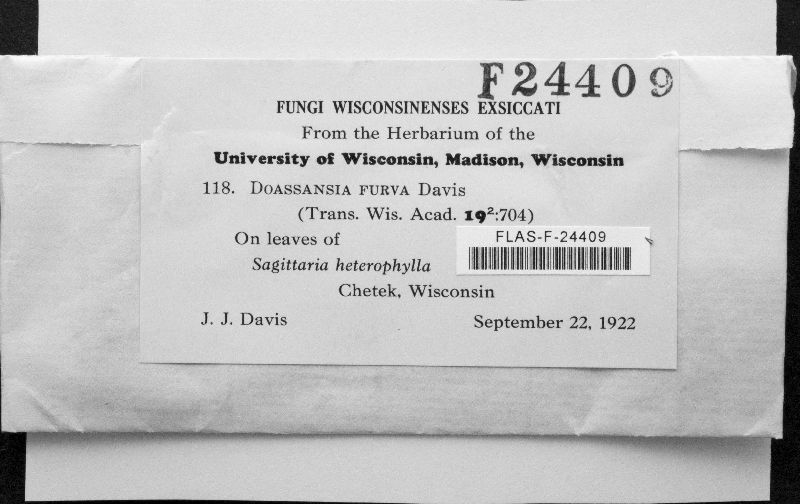 F24409
FUNGI WISCONSINENSES EXSICCATI
From the Herbarium of the
University of Wisconsin, Madison, Wisconsin
118. DOASSANSIA FURVA Davis
(Trans. Wis. Acad. 19²:704)
On leaves of
FLAS-F-24409
Sagittaria heterophylla
Chetek, Wisconsin
J. J. Davis September 22, 1922